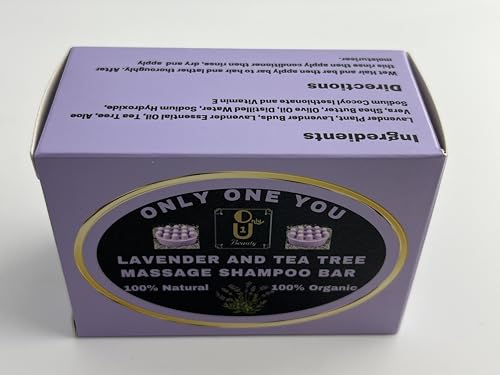 Ingredients
Lavender Plant, Lavender Buds, Lavender Essential Oil, Tea Tree, Aloe
Vera, Shea Butter, Olive Oil, Distilled Water, Sodium Hydroxide,
Sodium Cocoyl Isethionate and Vitamin E
Directions
Wet Hair and bar then apply bar to hair and lather thoroughly. After
this rinse then apply conditioner then rinse, dry and apply
moisturiser.
ONLY ONE YOU
Only
1
U
Beauty
LAVENDER AND TEA TREE
MASSAGE SHAMPOO BAR
100% Natural 100% Organic